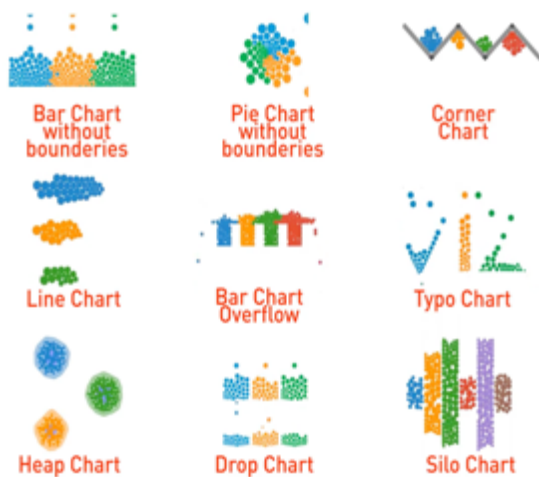 Bar Chart
without
bounderies
Pie Chart
without
bounderies
Corner
Chart
Line Chart
Bar Chart
Overflow
Typo Chart
Heap Chart
Drop Chart
Silo Chart